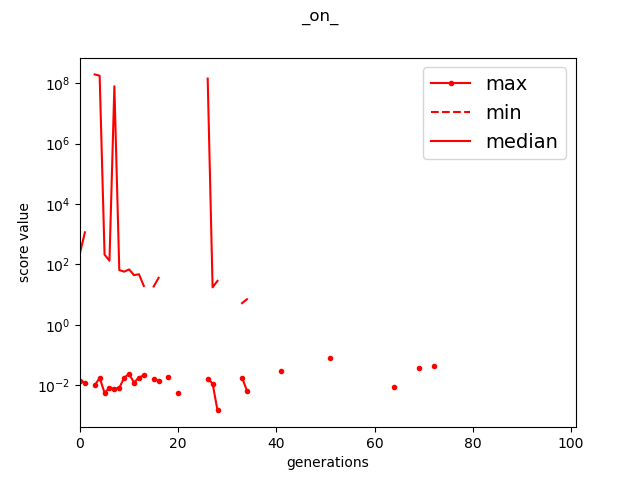 _on_
10^8
10^6
10^4
10^2
10^0
10^-2
score value
0 20 40 60 80 100
generations
max
min
median